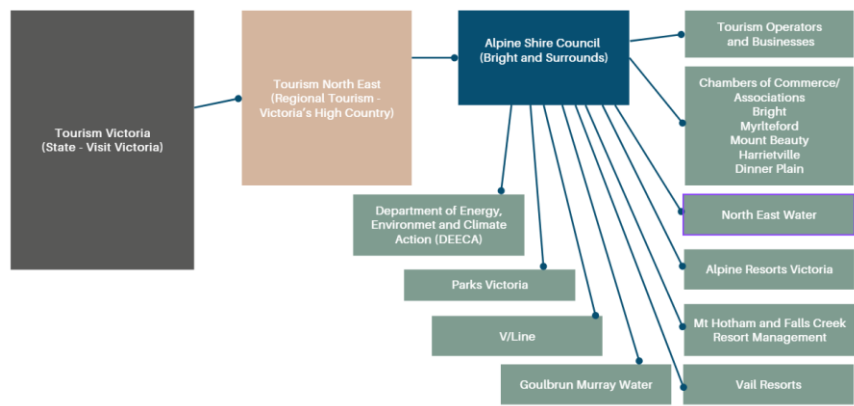 Tourism Victoria
(State - Visit Victoria)
Tourism North East
(Regional Tourism -
Victoria's High Country)
Alpine Shire Council
(Bright and Surrounds)
Tourism Operators
and Businesses
Chambers of Commerce/
Associations
Bright
Myrlteford
Mount Beauty
Harrietville
Dinner Plain
North East Water
Alpine Resorts Victoria
Mt Hotham and Falls Creek
Resort Management
Vail Resorts
Department of Energy,
Environmet and Climate
Action (DEECA)
Parks Victoria
V/Line
Goulbrun Murray Water